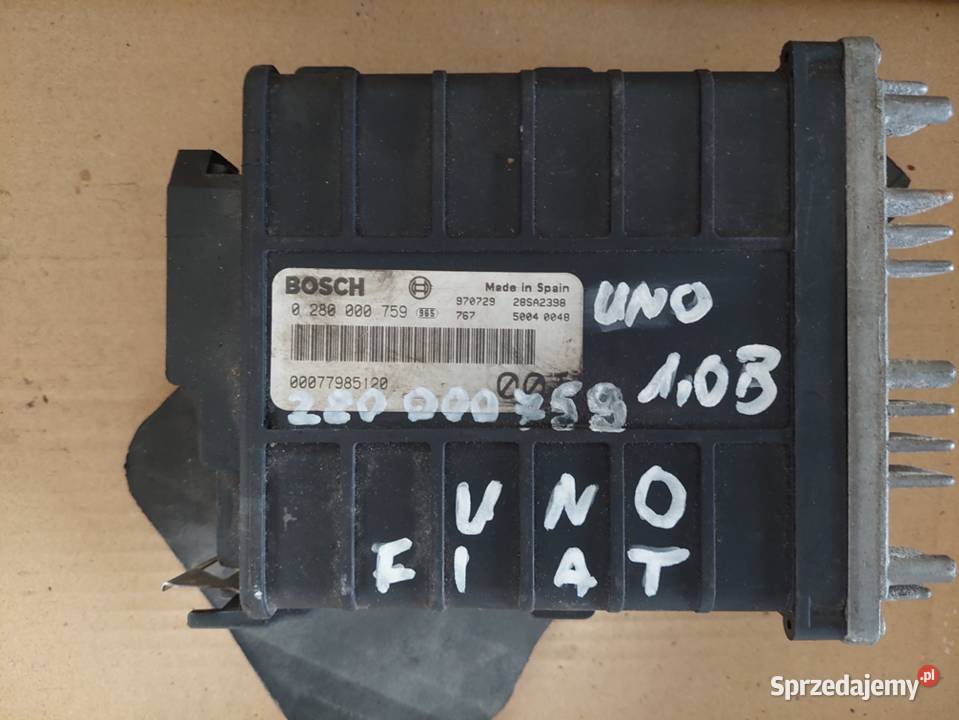 BOSCH Made in Spain
0 280 000 759 965 970729 28SA2398
767 5004 0048
00077985120
280 000 759
UNO
1,0B
UNO
FIAT
Sprzedajemy.pl